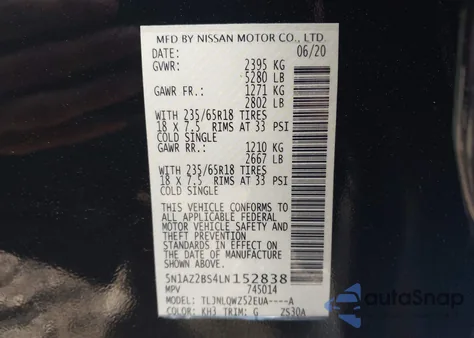 MFD BY NISSAN MOTOR CO., LTD.
DATE: 06/20
GVWR: 2395 KG
5280 LB
GAWR FR.: 1271 KG
2802 LB
WITH 235/65R18 TIRES
18 X 7.5 RIMS AT 33 PSI
COLD SINGLE
GAWR RR.: 1210 KG
2667 LB
WITH 235/65R18 TIRES
18 X 7.5 RIMS AT 33 PSI
COLD SINGLE
THIS VEHICLE CONFORMS TO
ALL APPLICABLE FEDERAL
MOTOR VEHICLE SAFETY
AND THEFT PREVENTION
STANDARDS IN EFFECT ON
THE DATE OF MANUFACTURE
SHOWN ABOVE.
5N1AZ2BS4LN152838
MPV 745014
MODEL: TLJNLQWZ52EUA----A
COLOR: KH3 TRIM: G ZS30A
autoSnap